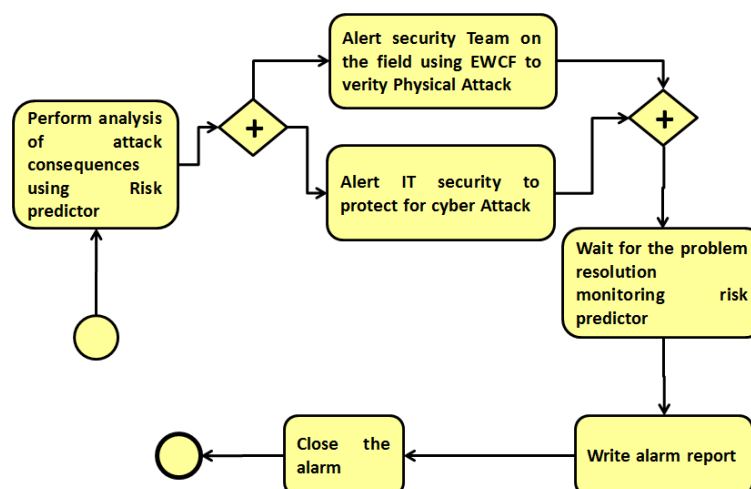 Perform analysis
of attack
consequences
using Risk
predictor
+
Alert security Team on
the field using EWCF to
verity Physical Attack
Alert IT security to
protect for cyber Attack
+
Wait for the problem
resolution
monitoring risk
predictor
Write alarm report
Close the
alarm